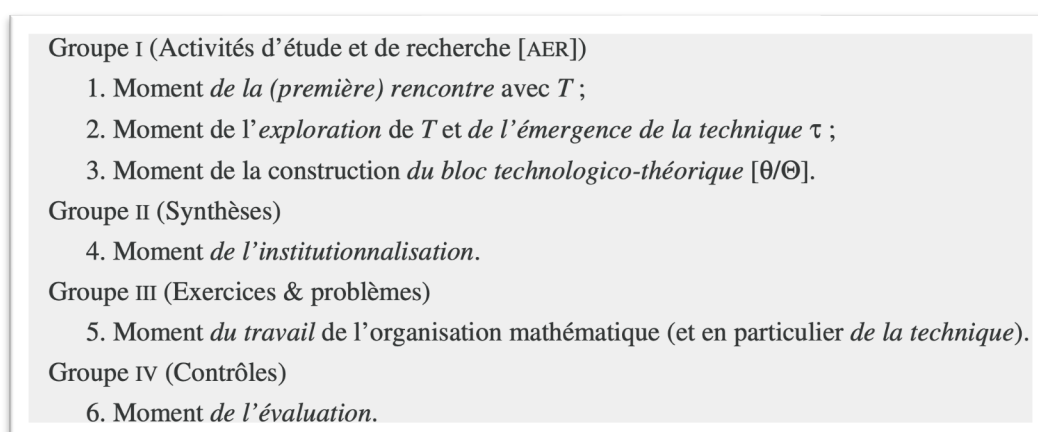 Groupe I (Activités d’étude et de recherche [AER])
1. Moment de la (première) rencontre avec T ;
2. Moment de l’exploration de T et de l’émergence de la technique τ ;
3. Moment de la construction du bloc technologico-théorique [θ/Θ].
Groupe II (Synthèses)
4. Moment de l’institutionnalisation.
Groupe III (Exercices & problèmes)
5. Moment du travail de l’organisation mathématique (et en particulier de la technique).
Groupe IV (Contrôles)
6. Moment de l’évaluation.